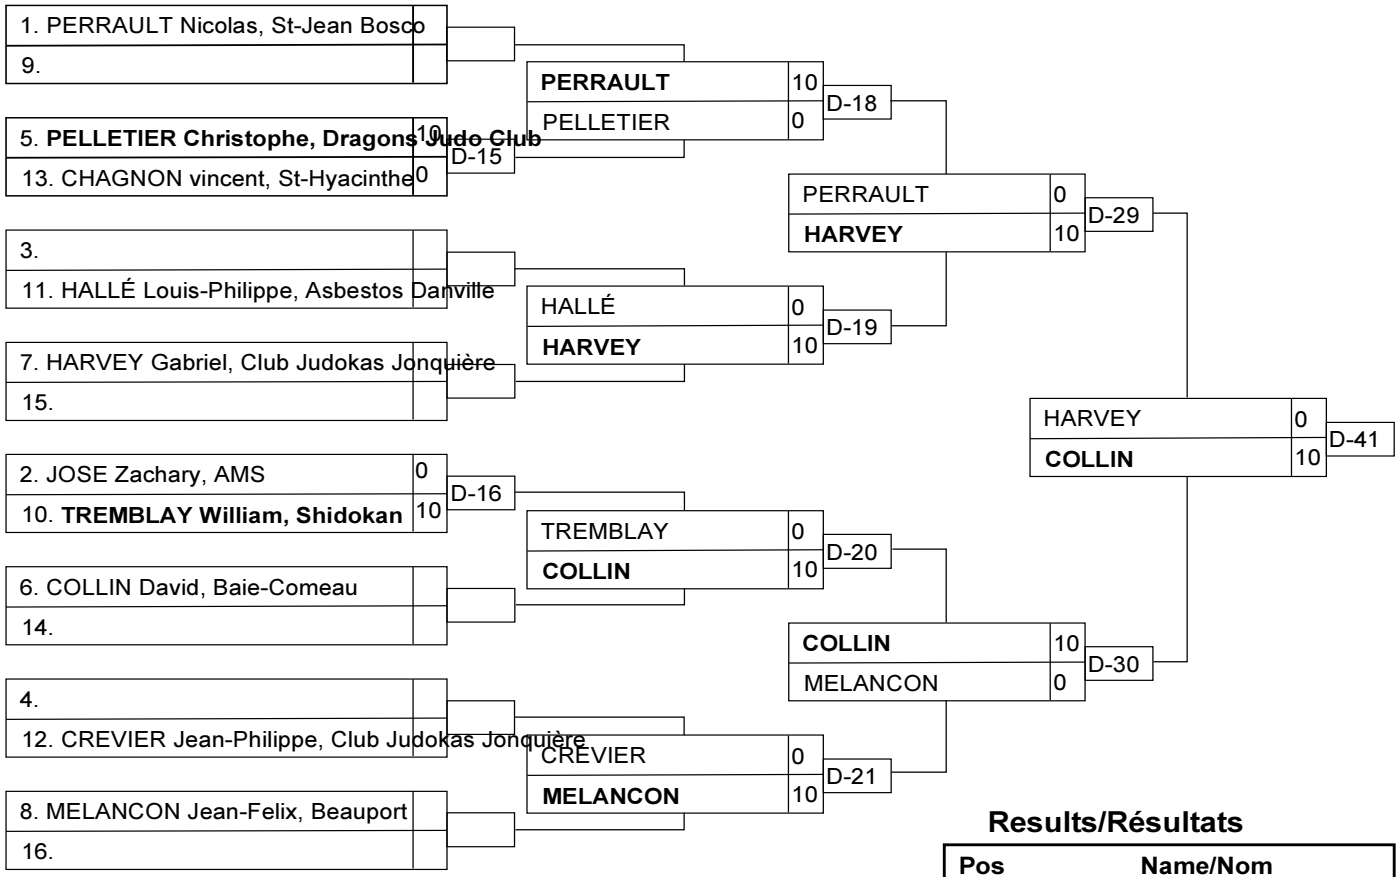 1. PERRAULT Nicolas, St-Jean Bosco
9.
5. PELLETIER Christophe, Dragons Judo Club 10
13. CHAGNON vincent, St-Hyacinthe 0
D-15
3.
11. HALLÉ Louis-Philippe, Asbestos Danville
7. HARVEY Gabriel, Club Judokas Jonquière
15.
2. JOSE Zachary, AMS 0
10. TREMBLAY William, Shidokan 10
D-16
6. COLLIN David, Baie-Comeau
14.
4.
12. CREVIER Jean-Philippe, Club Judokas Jonquière
8. MELANCON Jean-Felix, Beauport
16.
PERRAULT 10
PELLETIER 0
D-18
HALLÉ 0
HARVEY 10
D-19
TREMBLAY 0
COLLIN 10
D-20
CREVIER 0
MELANCON 10
D-21
PERRAULT 0
HARVEY 10
D-29
COLLIN 10
MELANCON 0
D-30
HARVEY 0
COLLIN 10
D-41
Results/Résultats
Pos Name/Nom